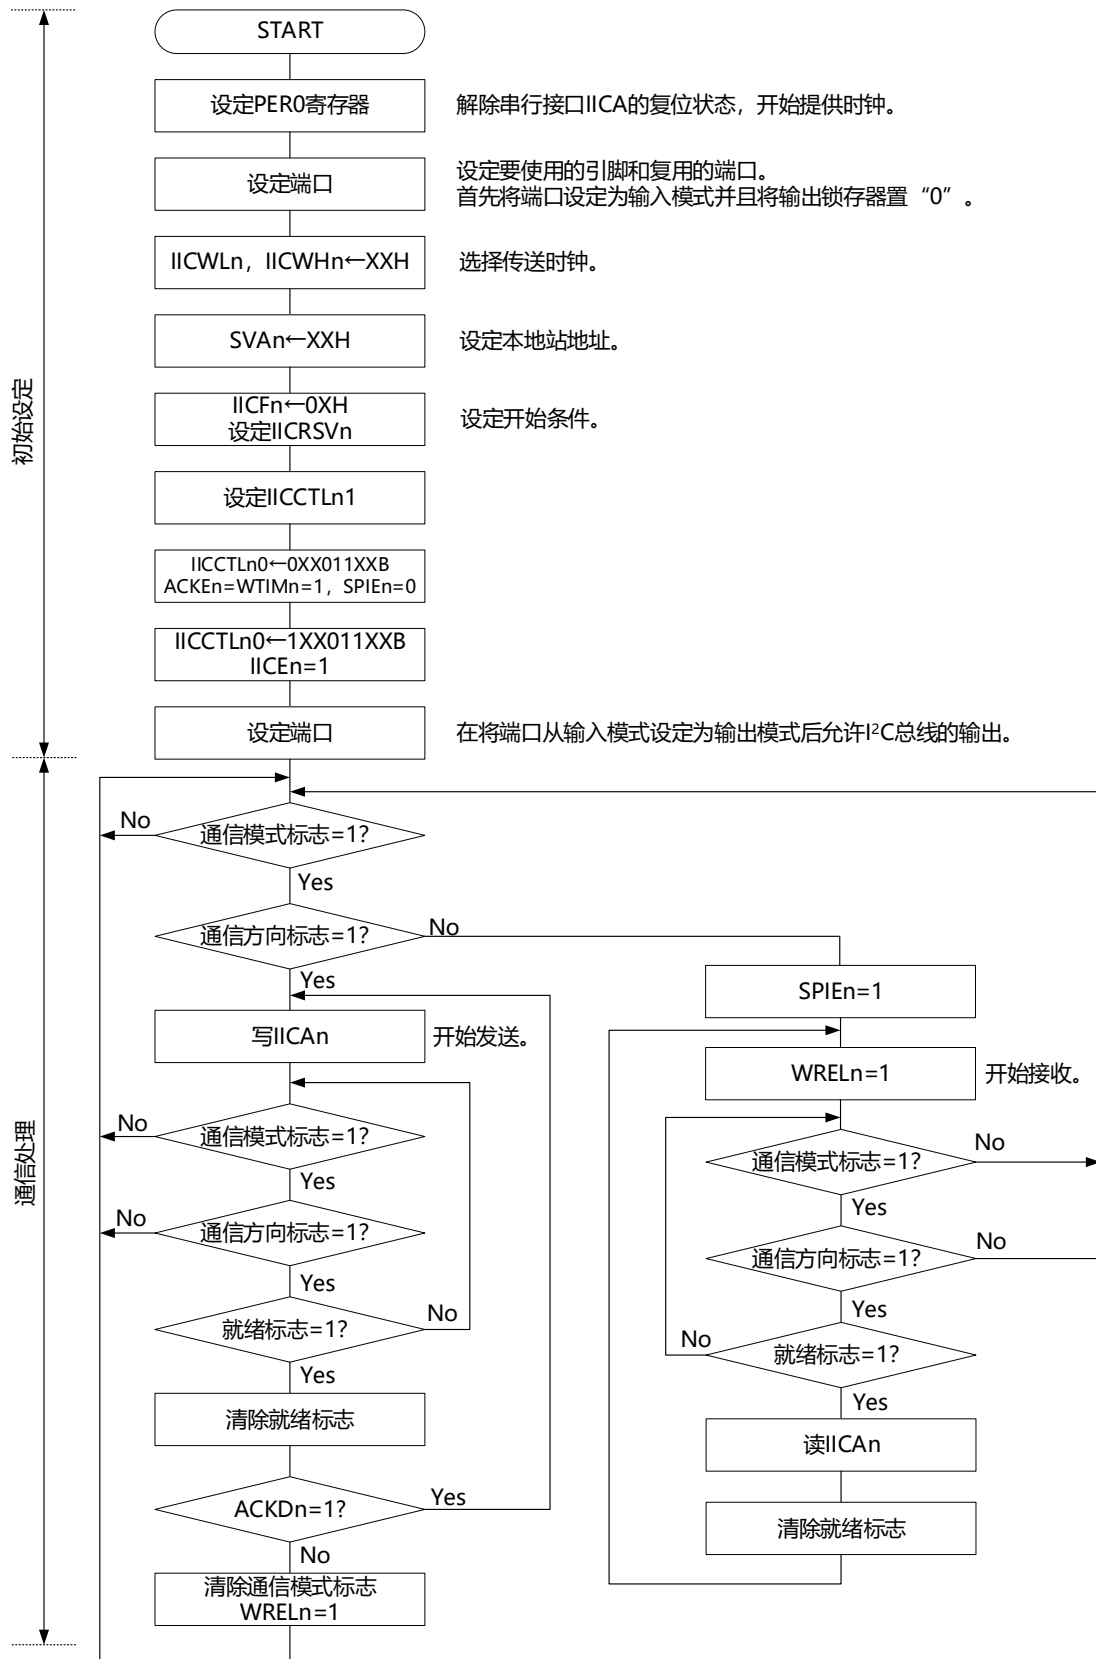 START
设定PER0寄存器
解除串行接口IICA的复位状态，开始提供时钟。
设定端口
设定要使用的引脚和复用的端口。
首先将端口设定为输入模式并且将输出锁存器置“0”。
IICWLn，IICWHn←XXH
选择传送时钟。
SVAn←XXH
设定本地站地址。
IICFn←0XH
设定IICRSVn
设定开始条件。
设定IICCTLn1
IICCTLn0←0XX011XXB
ACKEn=WTIMn=1，SPIEn=0
IICCTLn0←1XX011XXB
IICEn=1
设定端口
在将端口从输入模式设定为输出模式后允许I²C总线的输出。
初始设定
通信模式标志=1?
No
Yes
通信方向标志=1?
No
Yes
写IICAn
开始发送。
通信模式标志=1?
No
Yes
通信方向标志=1?
No
Yes
就绪标志=1?
No
Yes
清除就绪标志
ACKDn=1?
Yes
No
清除通信模式标志
WRELn=1
SPIEn=1
WRELn=1
开始接收。
通信模式标志=1?
No
Yes
通信方向标志=1?
No
Yes
就绪标志=1?
No
Yes
读IICAn
清除就绪标志
通信处理